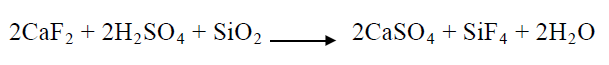 2CaF₂ + 2H₂SO₄ + SiO₂ ⟶ 2CaSO₄ + SiF₄ + 2H₂O